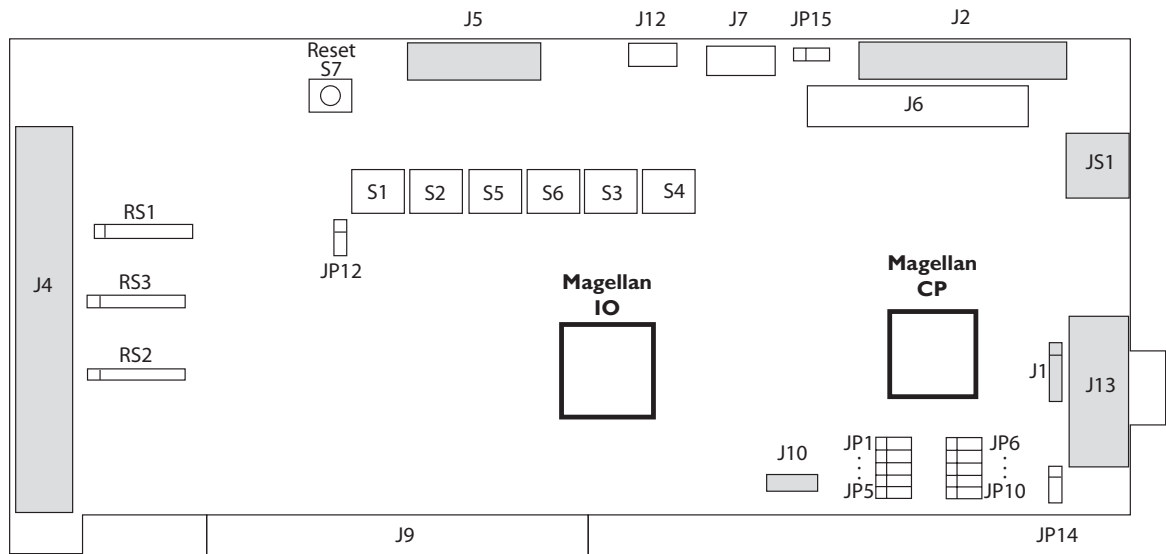 J5
J12
J7
JP15
J2
Reset
S7
J6
JS1
S1
S2
S5
S6
S3
S4
RS1
JP12
J4
RS3
Magellan
IO
Magellan
CP
RS2
J1
J13
J10
JP1
JP6
⋮
⋮
JP5
JP10
J9
JP14